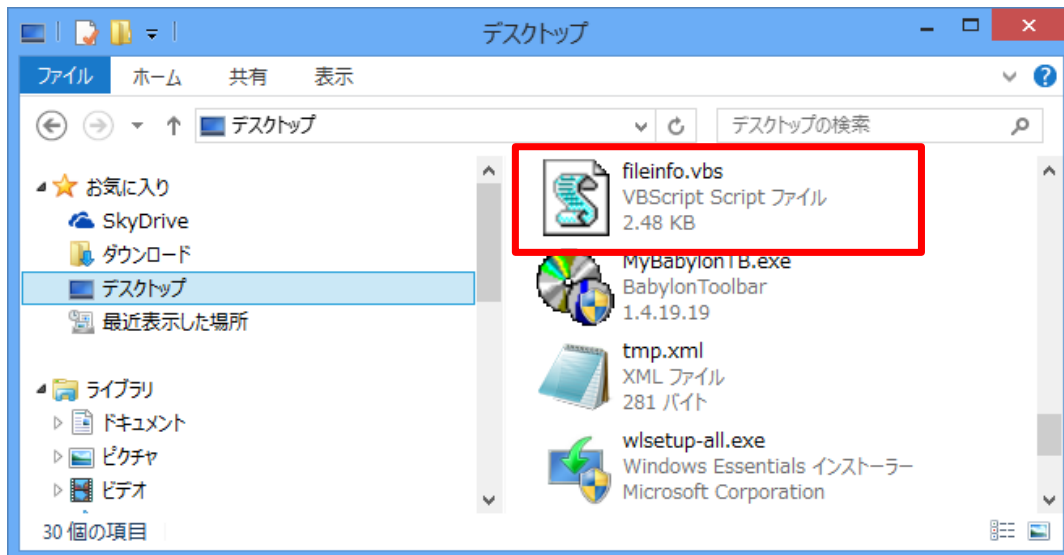 デスクトップ
ファイル ホーム 共有 表示
デスクトップ デスクトップの検索
お気に入り
SkyDrive
ダウンロード
デスクトップ
最近表示した場所
ライブラリ
ドキュメント
ピクチャ
ビデオ
fileinfo.vbs
VBScript Script ファイル
2.48 KB
MyBabylonTB.exe
BabylonToolbar
1.4.19.19
tmp.xml
XML ファイル
281 バイト
wlsetup-all.exe
Windows Essentials インストーラー
Microsoft Corporation
30 個の項目